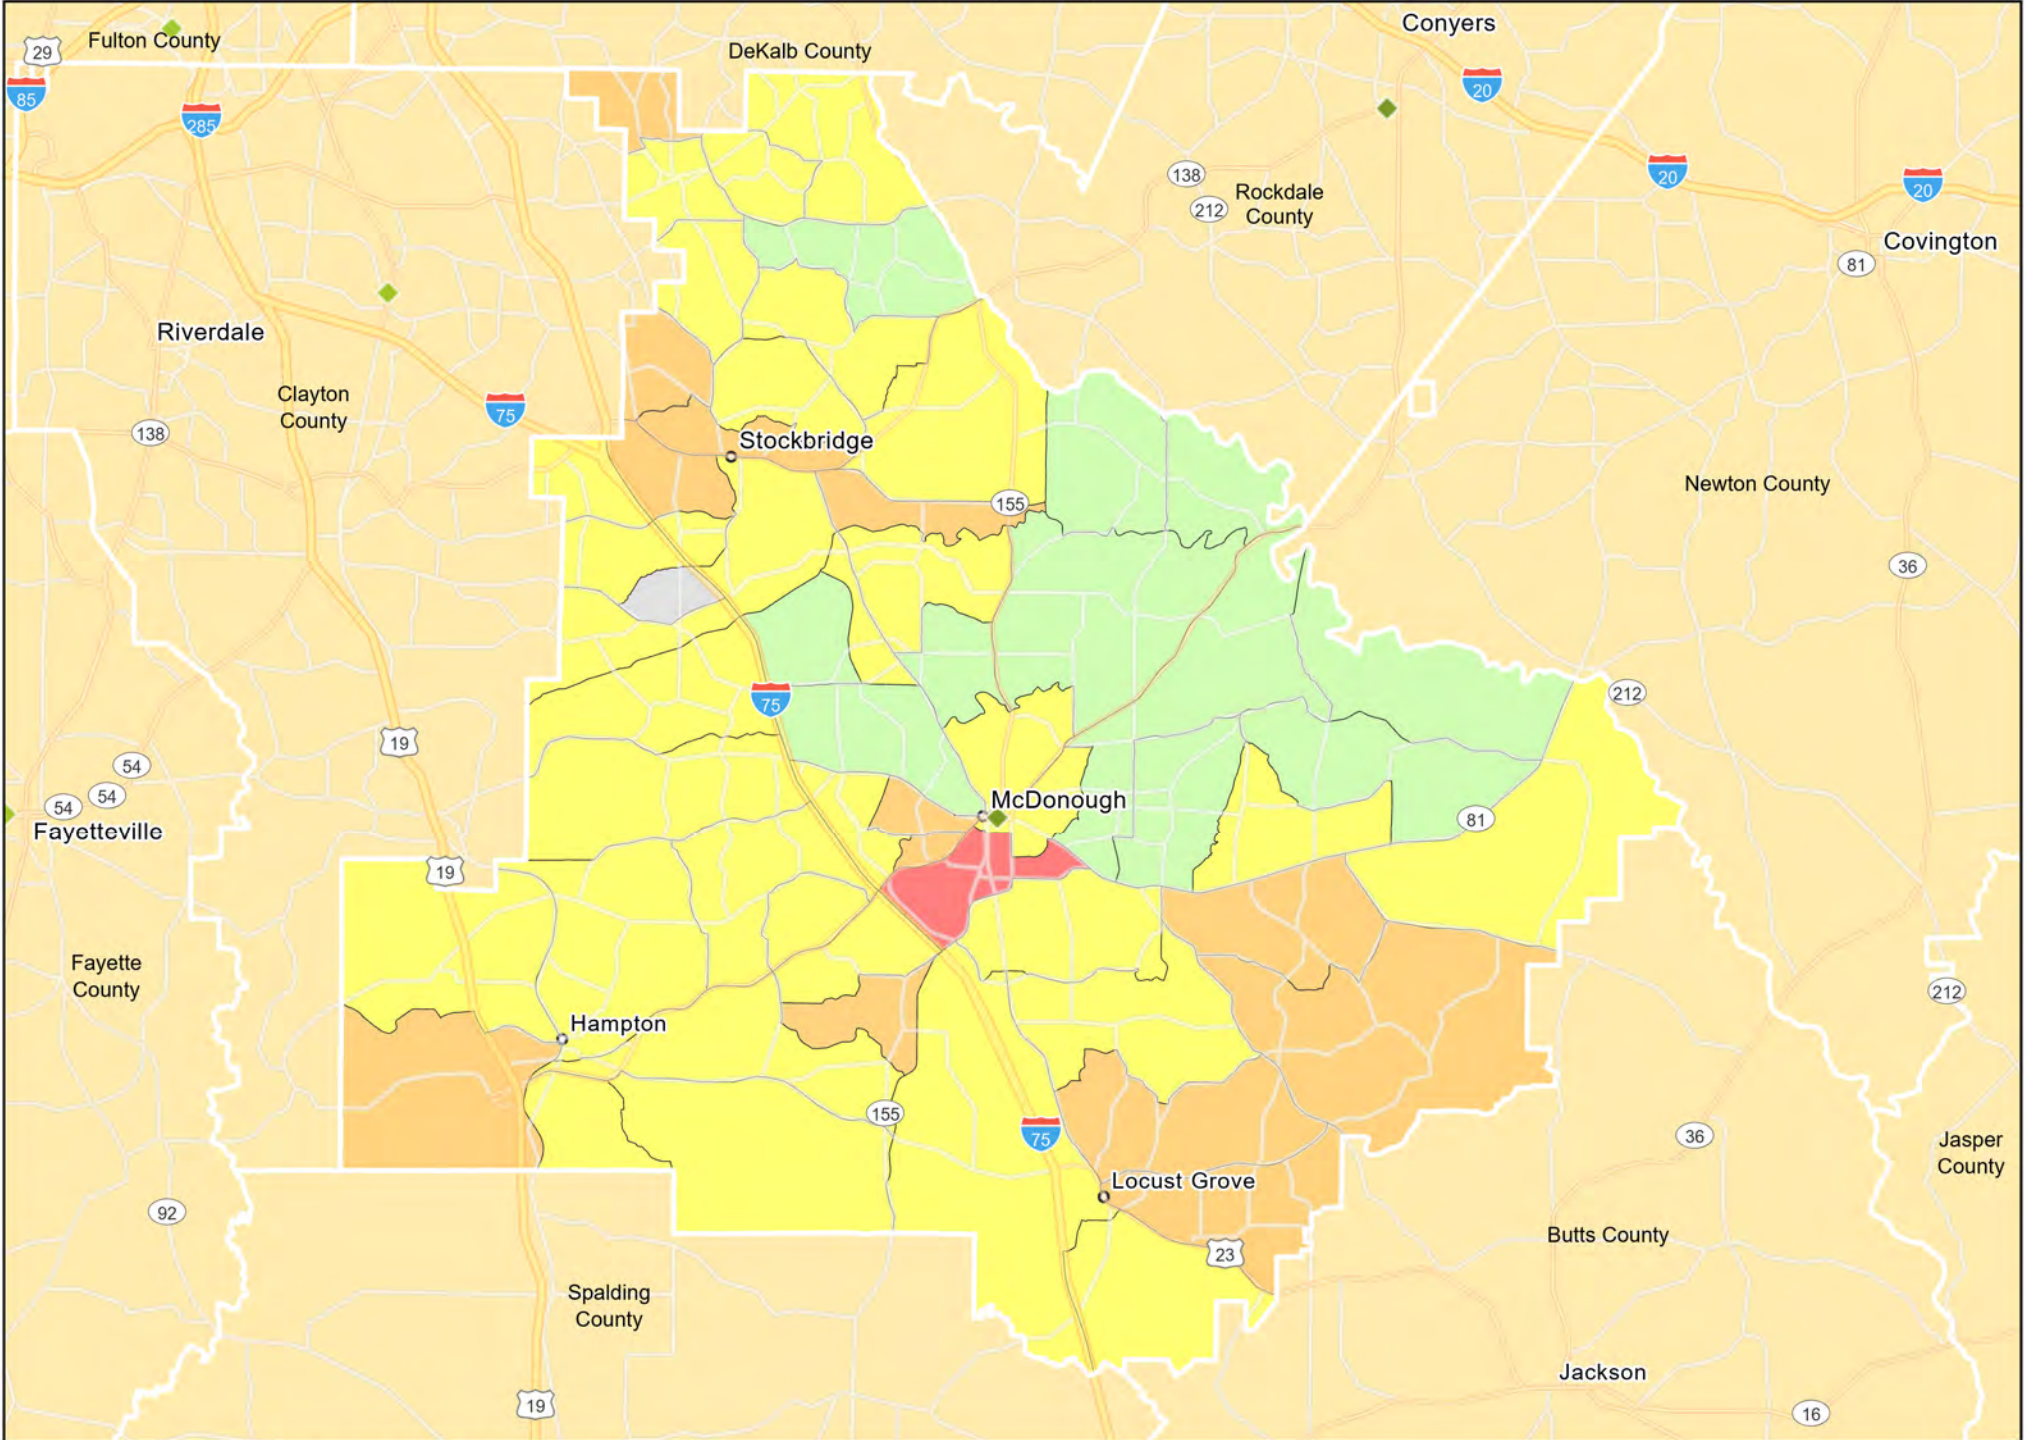 Conyers
Fulton County
29
DeKalb County
85
20
285
20
138
20
Rockdale
County
212
Covington
81
Riverdale
Clayton
County
75
138
Stockbridge
Newton County
155
36
75
212
19
54
54
54
McDonough
81
Fayetteville
19
Fayette
County
212
Hampton
155
75
36
Jasper
County
Locust Grove
92
Butts County
23
Spalding
County
Jackson
19
16